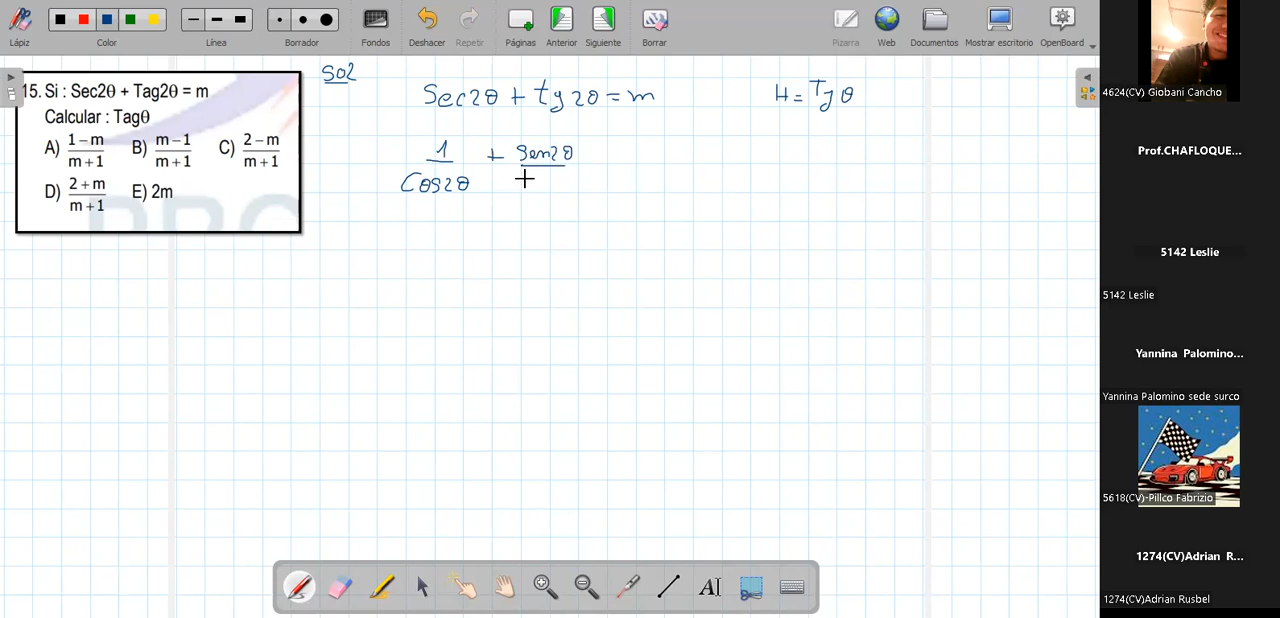 Lápiz
Color
Línea
Borrador
Fondos
Deshacer
Repetir
Páginas
Anterior
Siguiente
Borrar
Pizarra
Web
Documentos
Mostrar escritorio
OpenBoard
15. Si : Sec2θ + Tag2θ = m
Calcular : Tagθ
A) 1 − m / m + 1 B) m − 1 / m + 1 C) 2 − m / m + 1
D) 2 + m / m + 1 E) 2m
Sol
Sec2θ + tg2θ = m
H = Tgθ
1 / Cos2θ + Sen2θ
4624(CV) Giobani Cancho
Prof.CHAFLOQUE...
5142 Leslie
5142 Leslie
Yannina Palomino...
Yannina Palomino sede surco
5618(CV)-Pillco Fabrizio
1274(CV)Adrian R...
1274(CV)Adrian Rusbel